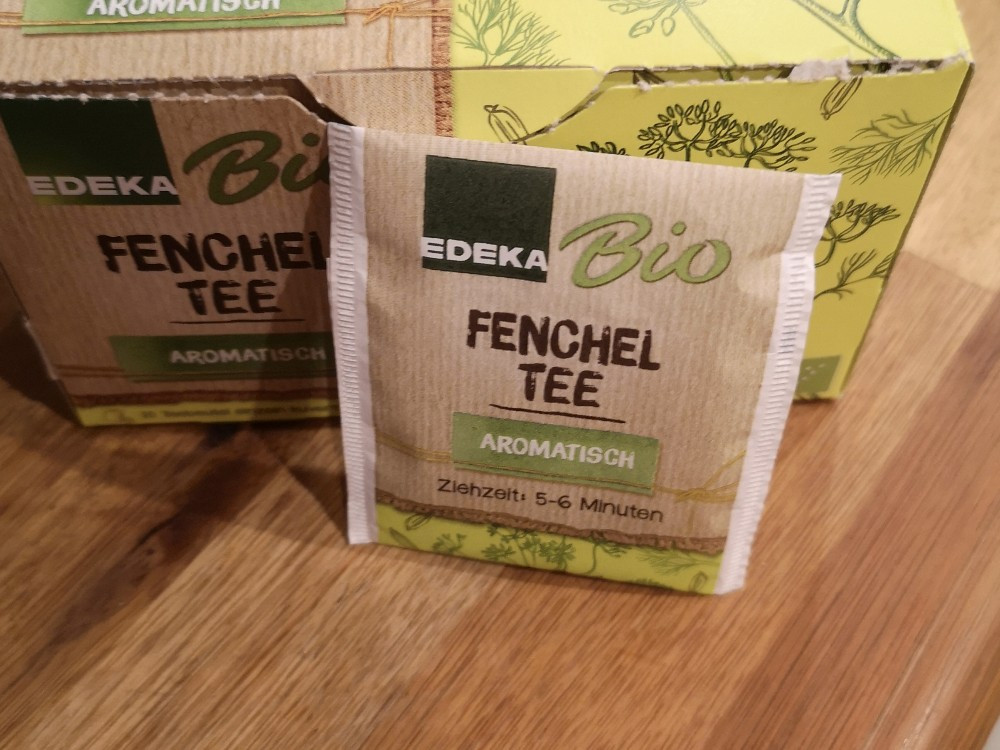 AROMATISCH
EDEKA Bio
FENCHEL
TEE
AROMATISCH
EDEKA Bio
FENCHEL
TEE
AROMATISCH
Ziehzeit: 5-6 Minuten